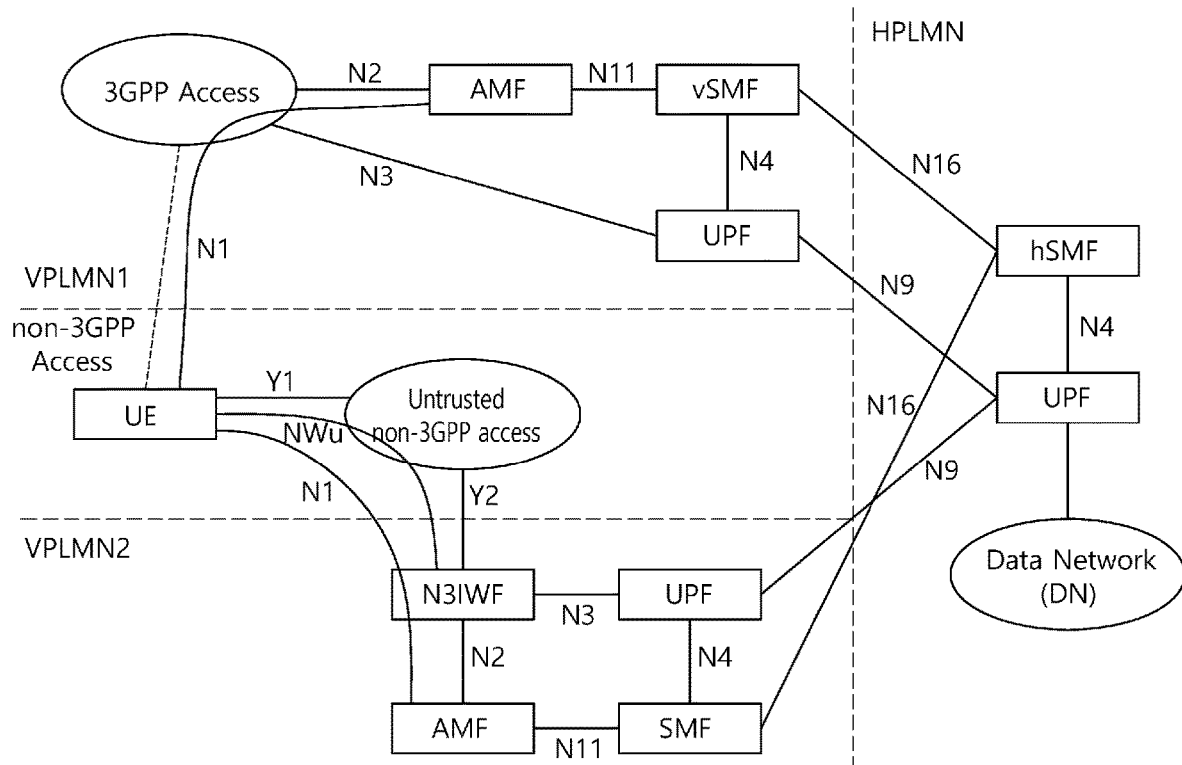 HPLMN
3GPP Access
N2
AMF
N11
vSMF
N4
N16
N3
UPF
N1
hSMF
VPLMN1
N9
N4
non-3GPP
Access
UE
Y1
Untrusted
non-3GPP access
NWu
N16
UPF
N1
Y2
N9
VPLMN2
Data Network
(DN)
N3IWF
N3
UPF
N2
N4
AMF
N11
SMF